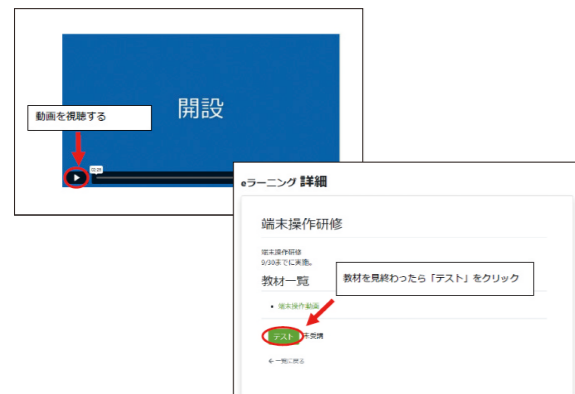 開設
動画を視聴する
eラーニング 詳細
端末操作研修
端末操作研修
9/30までに実施。
教材一覧
教材を見終わったら「テスト」をクリック
• 端末操作動画
テスト 未受講
← 一覧に戻る